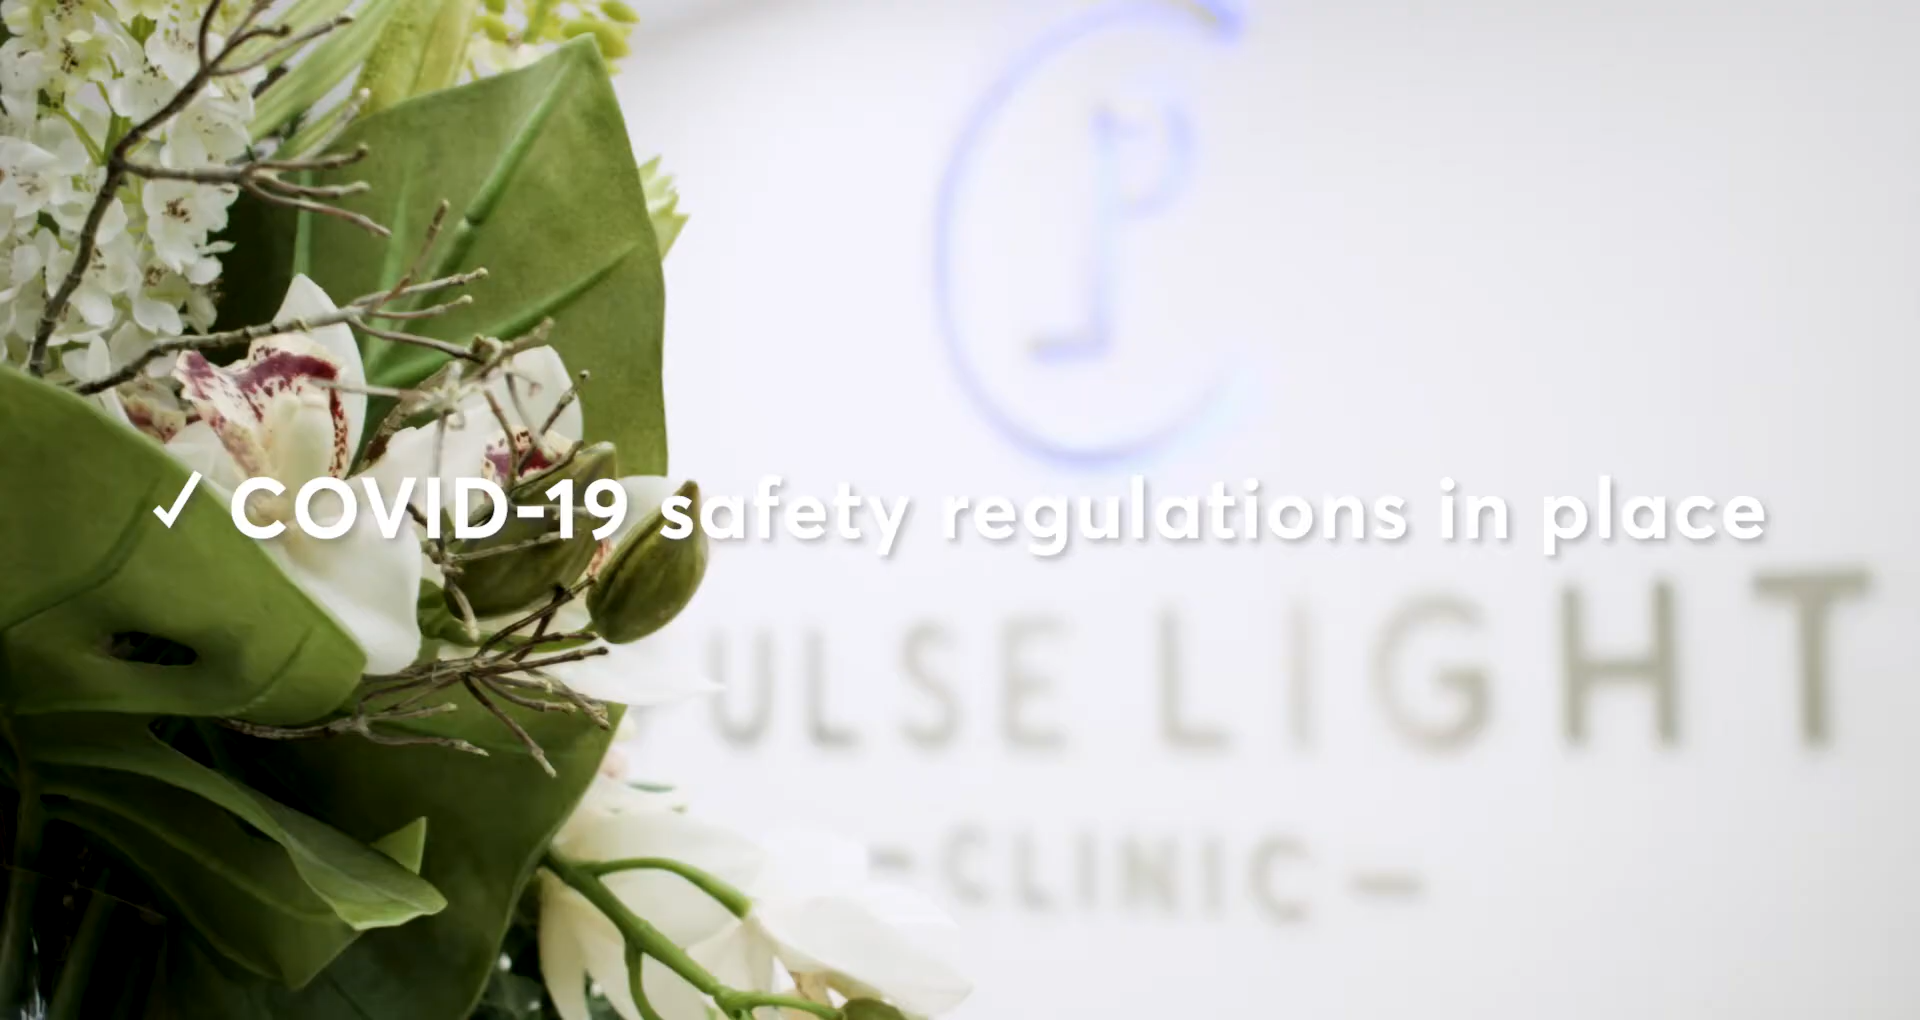 ✓ COVID-19 safety regulations in place
ULSE LIGHT
– CLINIC –